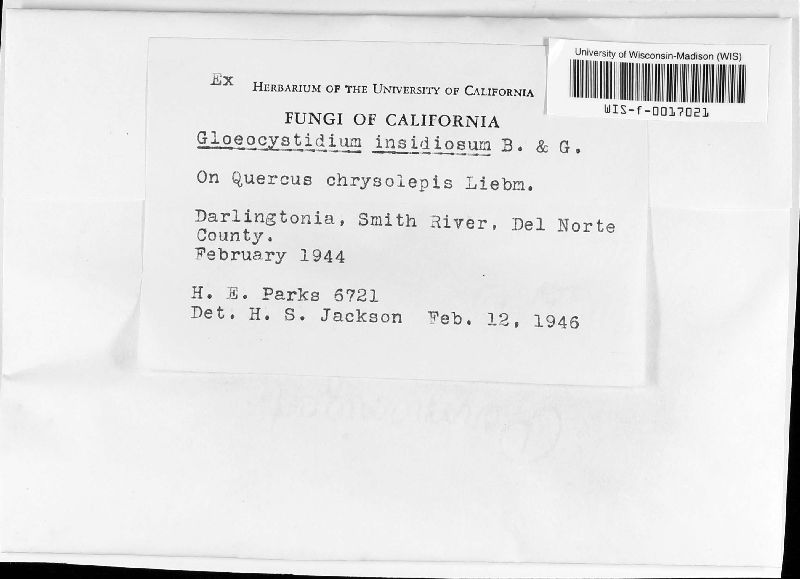 University of Wisconsin-Madison (WIS)
WIS-f-0017021
Ex HERBARIUM OF THE UNIVERSITY OF CALIFORNIA
FUNGI OF CALIFORNIA
Gloeocystidium insidiosum B. & G.
On Quercus chrysolepis Liebm.
Darlingtonia, Smith River, Del Norte
County.
February 1944
H. E. Parks 6721
Det. H. S. Jackson Feb. 12, 1946